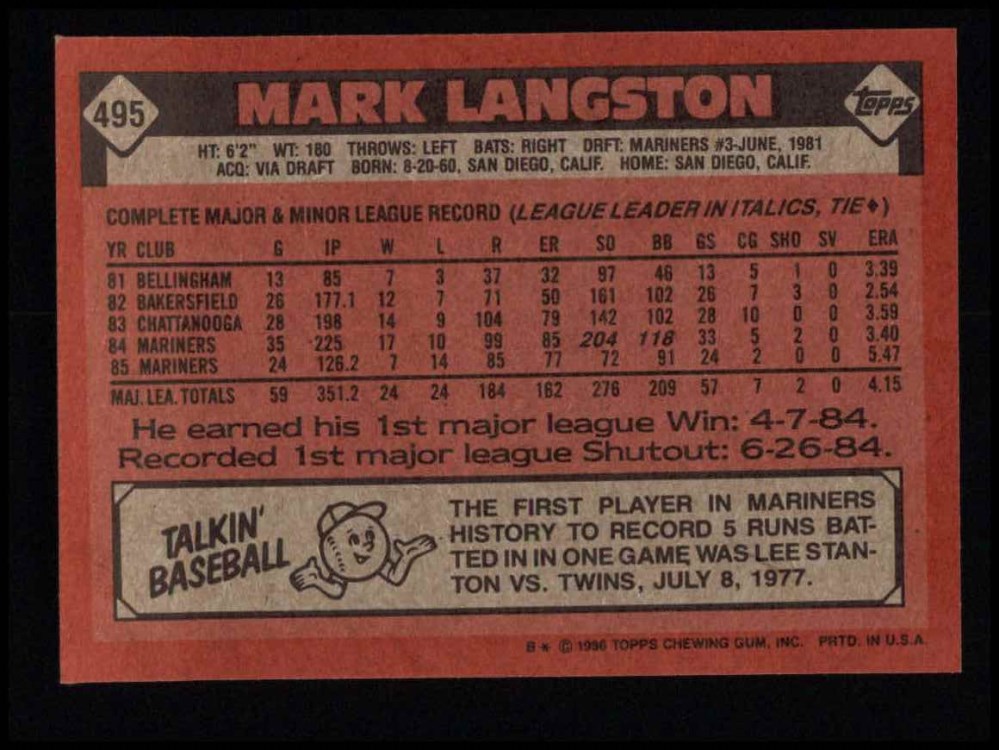 495
MARK LANGSTON
Topps
HT: 6'2" WT: 180 THROWS: LEFT BATS: RIGHT DRFT: MARINERS #3-JUNE, 1981
ACQ: VIA DRAFT BORN: 8-20-60, SAN DIEGO, CALIF. HOME: SAN DIEGO, CALIF.
COMPLETE MAJOR & MINOR LEAGUE RECORD (LEAGUE LEADER IN ITALICS, TIE♦)
YR CLUB G IP W L R ER SO BB GS CG SHO SV ERA
81 BELLINGHAM 13 85 7 3 37 32 97 46 13 5 1 0 3.39
82 BAKERSFIELD 26 177.1 12 7 71 50 161 102 26 7 3 0 2.54
83 CHATTANOOGA 28 198 14 9 104 79 142 102 28 10 0 0 3.59
84 MARINERS 35 225 17 10 99 85 204 118 33 5 2 0 3.40
85 MARINERS 24 126.2 7 14 85 77 72 91 24 2 0 0 5.47
MAJ. LEA. TOTALS 59 351.2 24 24 184 162 276 209 57 7 2 0 4.15
He earned his 1st major league Win: 4-7-84.
Recorded 1st major league Shutout: 6-26-84.
TALKIN'
BASEBALL
THE FIRST PLAYER IN MARINERS
HISTORY TO RECORD 5 RUNS BAT-
TED IN IN ONE GAME WAS LEE STAN-
TON VS. TWINS, JULY 8, 1977.
B * © 1986 TOPPS CHEWING GUM, INC. PRTD. IN U.S.A.